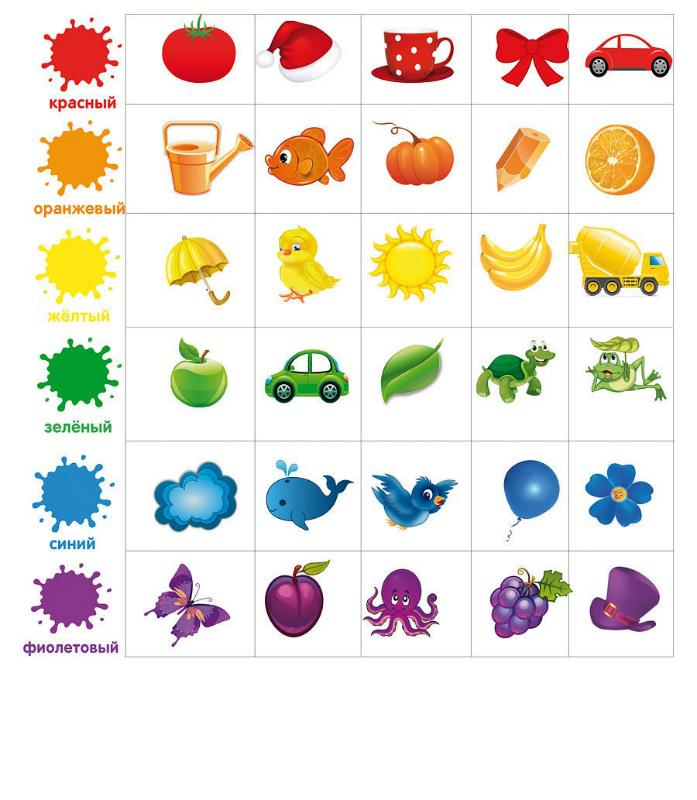 красный
оранжевый
жёлтый
зелёный
синий
фиолетовый